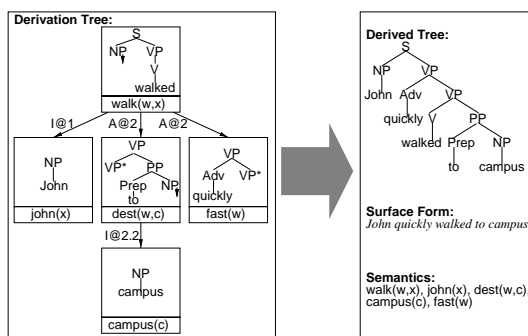 Derivation Tree:
S
NP VP
V
walked
walk(w,x)
I@1 A@2 A@2
NP
John
john(x)
VP
VP* PP
Prep NP
to
dest(w,c)
VP
Adv VP*
quickly
fast(w)
I@2.2
NP
campus
campus(c)
Derived Tree:
S
NP VP
John Adv VP
quickly V PP
walked Prep NP
to campus
Surface Form:
John quickly walked to campus
Semantics:
walk(w,x), john(x), dest(w,c),
campus(c), fast(w)